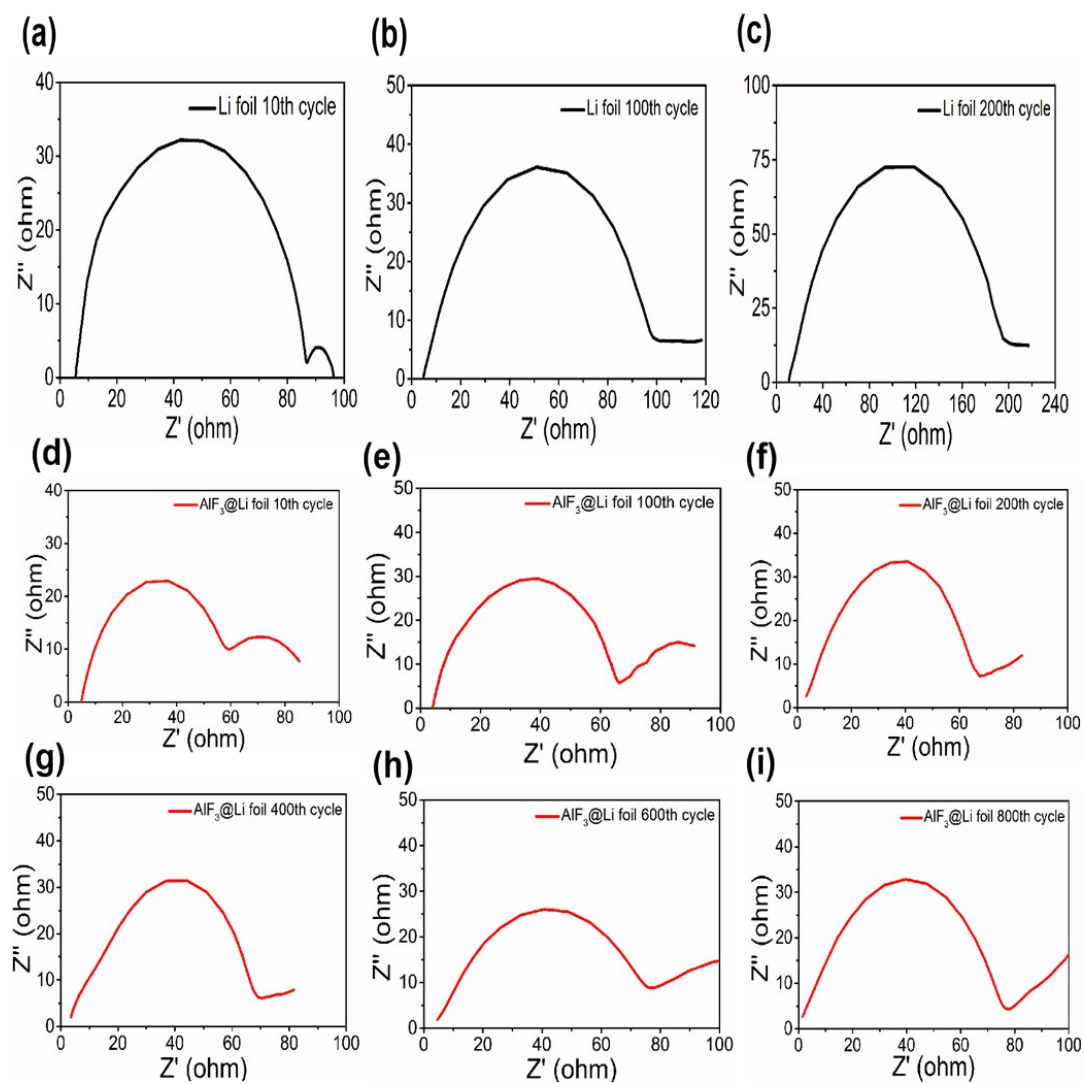 (a)
Li foil 10th cycle
40
30
20
10
0
Z'' (ohm)
0 20 40 60 80 100
Z' (ohm)
(b)
Li foil 100th cycle
50
40
30
20
10
0
Z'' (ohm)
0 20 40 60 80 100 120
Z' (ohm)
(c)
Li foil 200th cycle
100
75
50
25
0
Z'' (ohm)
0 40 80 120 160 200 240
Z' (ohm)
(d)
AlF₃@Li foil 10th cycle
40
30
20
10
0
Z'' (ohm)
0 20 40 60 80 100
Z' (ohm)
(e)
AlF₃@Li foil 100th cycle
50
40
30
20
10
0
Z'' (ohm)
0 20 40 60 80 100
Z' (ohm)
(f)
AlF₃@Li foil 200th cycle
50
40
30
20
10
0
Z'' (ohm)
0 20 40 60 80 100
Z' (ohm)
(g)
AlF₃@Li foil 400th cycle
50
40
30
20
10
0
Z'' (ohm)
0 20 40 60 80 100
Z' (ohm)
(h)
AlF₃@Li foil 600th cycle
50
40
30
20
10
0
Z'' (ohm)
0 20 40 60 80 100
Z' (ohm)
(i)
AlF₃@Li foil 800th cycle
50
40
30
20
10
0
Z'' (ohm)
0 20 40 60 80 100
Z' (ohm)